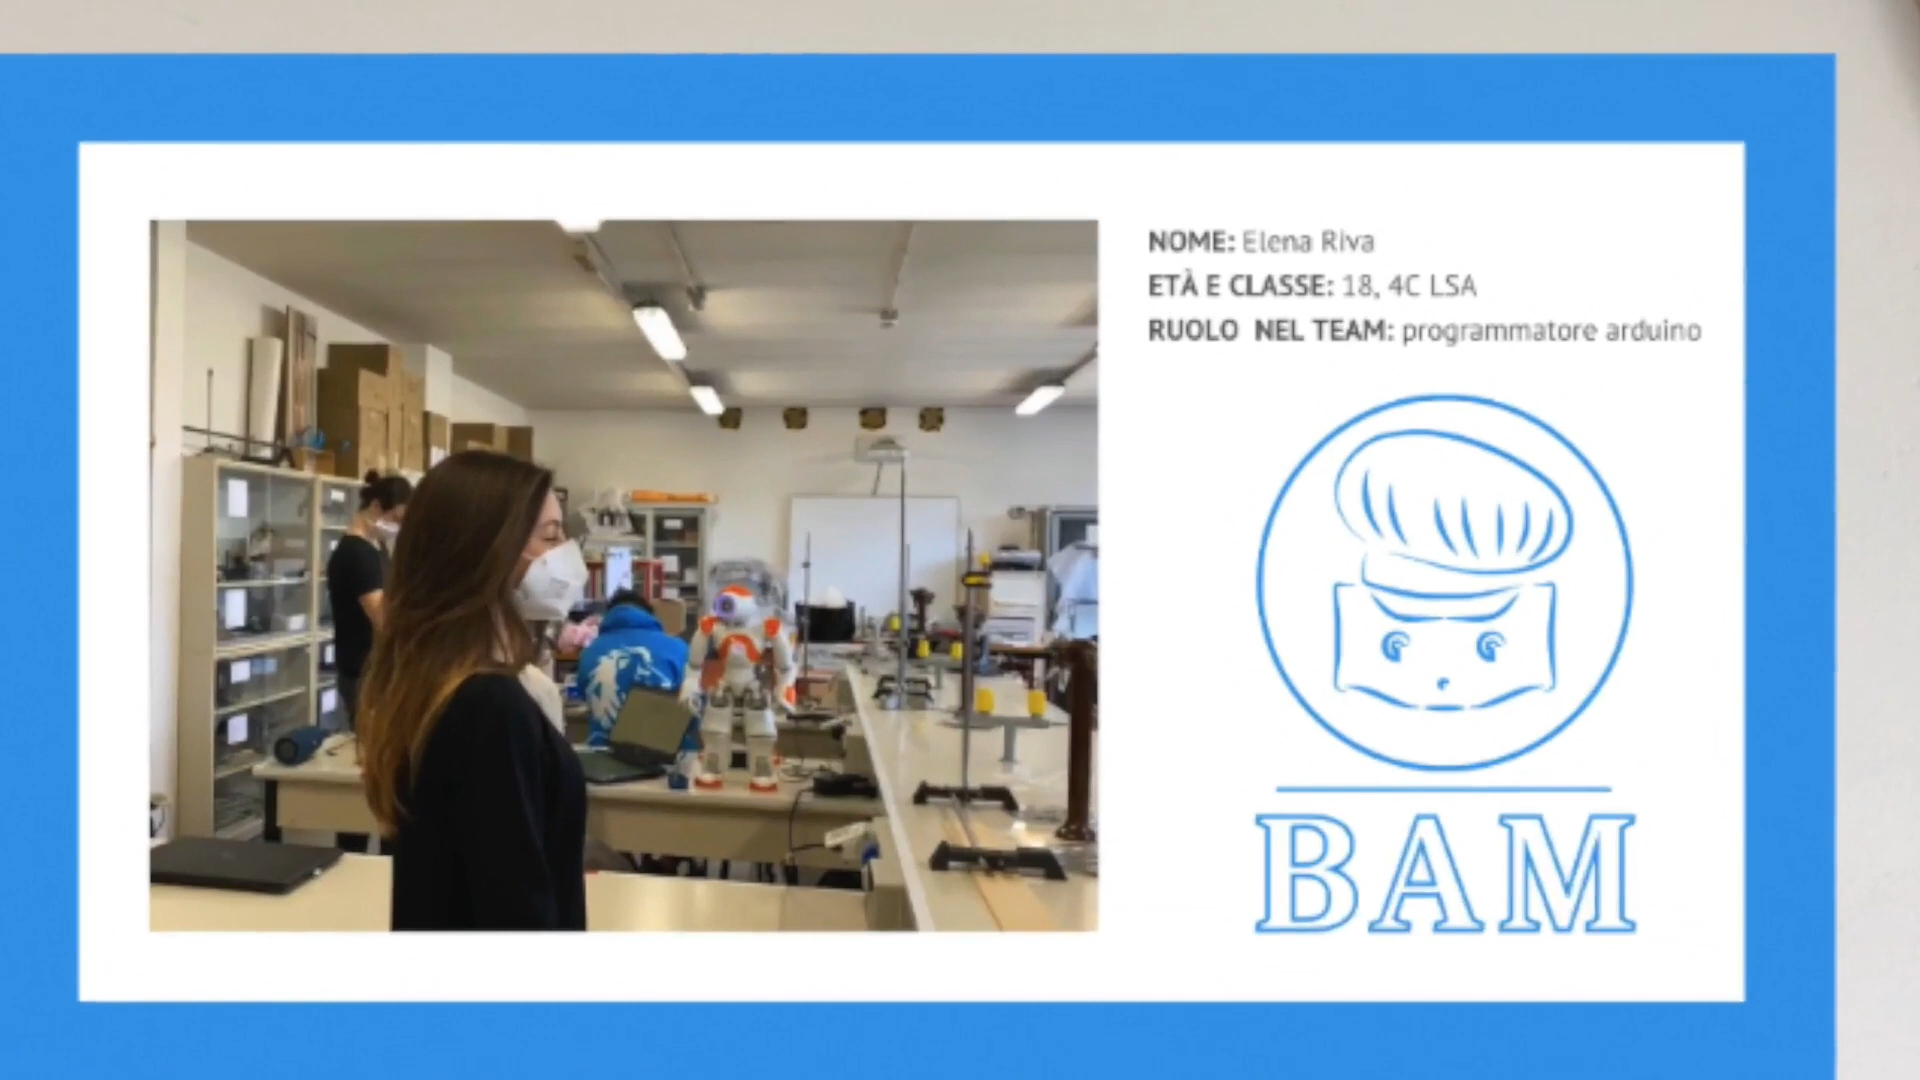 NOME: Elena Riva
ETÀ E CLASSE: 18, 4C LSA
RUOLO NEL TEAM: programmatore arduino
BAM